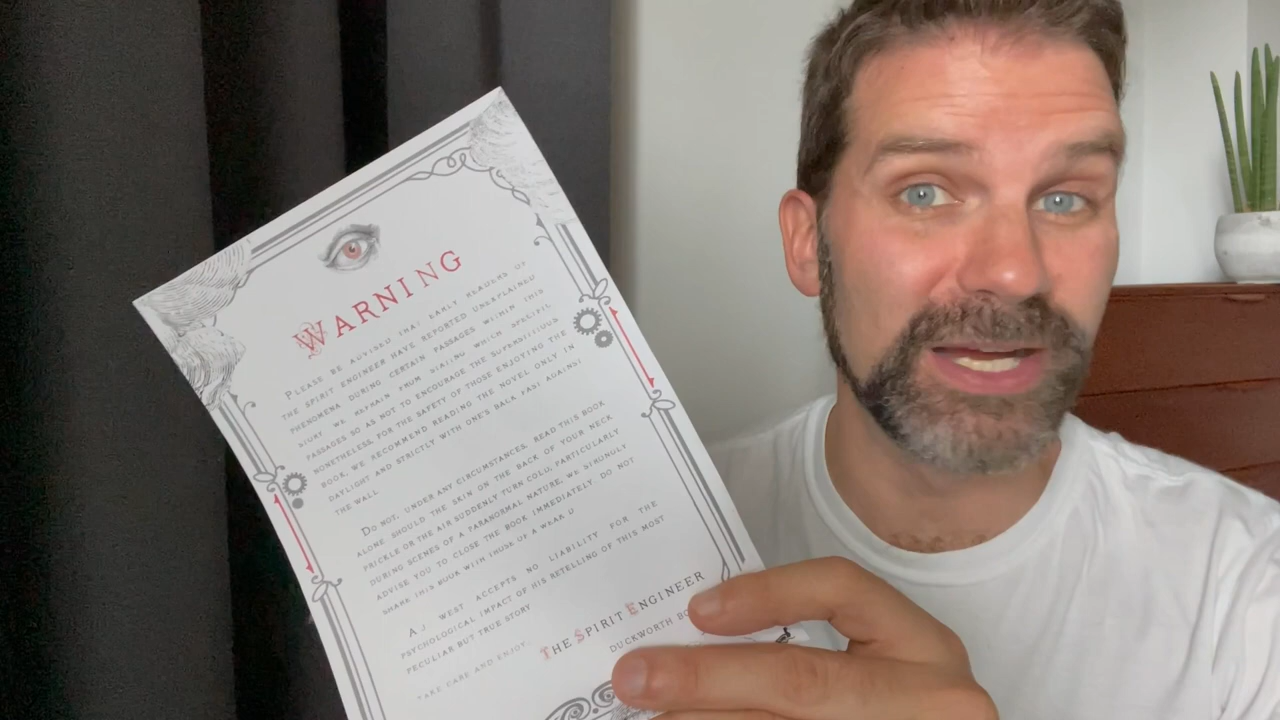 WARNING
PLEASE BE ADVISED THAT EARLY READERS OF
THE SPIRIT ENGINEER HAVE REPORTED UNEXPLAINED
PHENOMENA DURING CERTAIN PASSAGES WITHIN THIS
STORY. WE REFRAIN FROM STATING WHICH SPECIFIC
PASSAGES SO AS NOT TO ENCOURAGE THE SUPERSTITIOUS.
NONETHELESS, FOR THE SAFETY OF THOSE ENJOYING THE
BOOK, WE RECOMMEND READING THE NOVEL ONLY IN
DAYLIGHT AND STRICTLY WITH ONE'S BACK FAST AGAINST
THE WALL.
DO NOT, UNDER ANY CIRCUMSTANCES, READ THIS BOOK
ALONE. SHOULD THE SKIN ON THE BACK OF YOUR NECK
PRICKLE OR THE AIR SUDDENLY TURN COLD, PARTICULARLY
DURING SCENES OF A PARANORMAL NATURE, WE STRONGLY
ADVISE YOU TO CLOSE THE BOOK IMMEDIATELY. DO NOT
SHARE THIS BOOK WITH THOSE OF A WEAK
A.J. WEST ACCEPTS NO LIABILITY FOR THE
PSYCHOLOGICAL IMPACT OF HIS RETELLING OF THIS MOST
PECULIAR BUT TRUE STORY
TAKE CARE AND ENJOY.
THE SPIRIT ENGINEER
DUCKWORTH